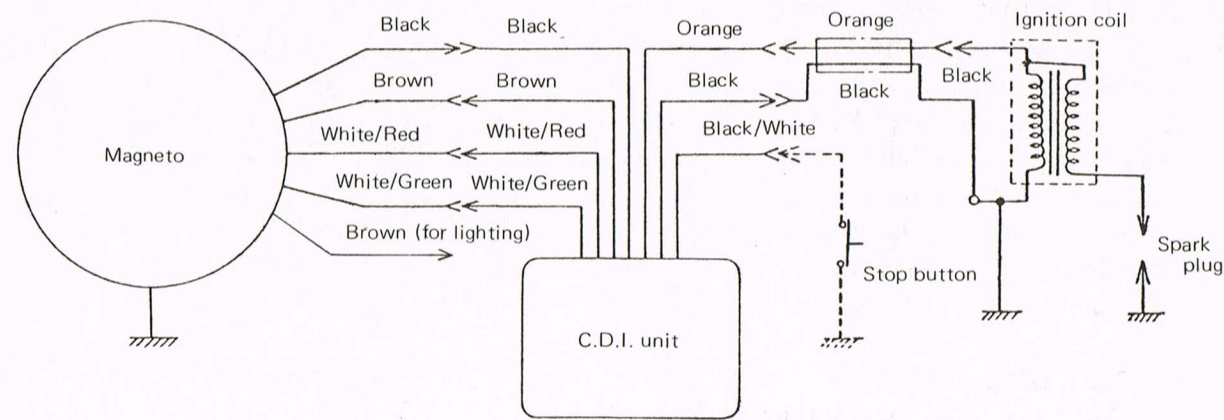 Black
Black
Orange
Orange
Ignition coil
Brown
Brown
Black
Black
Black
White/Red
White/Red
Black/White
Magneto
White/Green
White/Green
Brown (for lighting)
Stop button
Spark
plug
C.D.I. unit